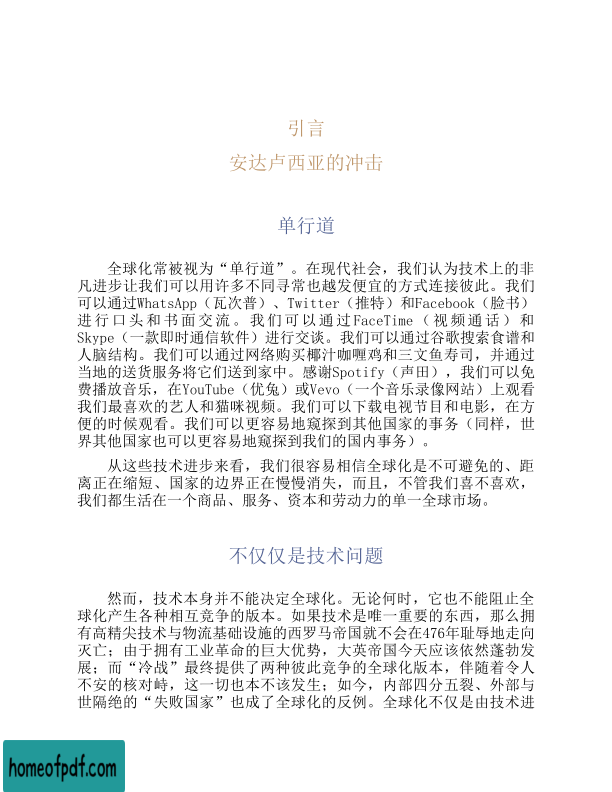 引言
安达卢西亚的冲击
单行道
全球化常被视为“单行道”。在现代社会，我们认为技术上的非
凡进步让我们可以用许多不同寻常也越发便宜的方式连接彼此。我们
可以通过WhatsApp（瓦次普）、Twitter（推特）和Facebook（脸书）
进行口头和书面交流。我们可以通过FaceTime（视频通话）和
Skype（一款即时通信软件）进行交谈。我们可以通过谷歌搜索食谱和
人脑结构。我们可以通过网络购买椰汁咖喱鸡和三文鱼寿司，并通过
当地的送货服务将它们送到家中。感谢Spotify（声田），我们可以免
费播放音乐，在YouTube（优兔）或Vevo（一个音乐录像网站）上观看
我们最喜欢的艺人和猫咪视频。我们可以下载电视节目和电影，在方
便的时候观看。我们可以更容易地窥探到其他国家的事务（同样，世
界其他国家也可以更容易地窥探到我们的国内事务）。
从这些技术进步来看，我们很容易相信全球化是不可避免的、距
离正在缩短、国家的边界正在慢慢消失，而且，不管我们喜不喜欢，
我们都生活在一个商品、服务、资本和劳动力的单一全球市场。
不仅仅是技术问题
然而，技术本身并不能决定全球化。无论何时，它也不能阻止全
球化产生各种相互竞争的版本。如果技术是唯一重要的东西，那么拥
有高精尖技术与物流基础设施的西罗马帝国就不会在476年耻辱地走向
灭亡；由于拥有工业革命的巨大优势，大英帝国今天应该依然蓬勃发
展；而“冷战”最终提供了两种彼此竞争的全球化版本，伴随着令人
不安的核对峙，这一切也本不该发生；如今，内部四分五裂、外部与
世隔绝的“失败国家”也成了全球化的反例。全球化不仅是由技术进
homeofpdf.com